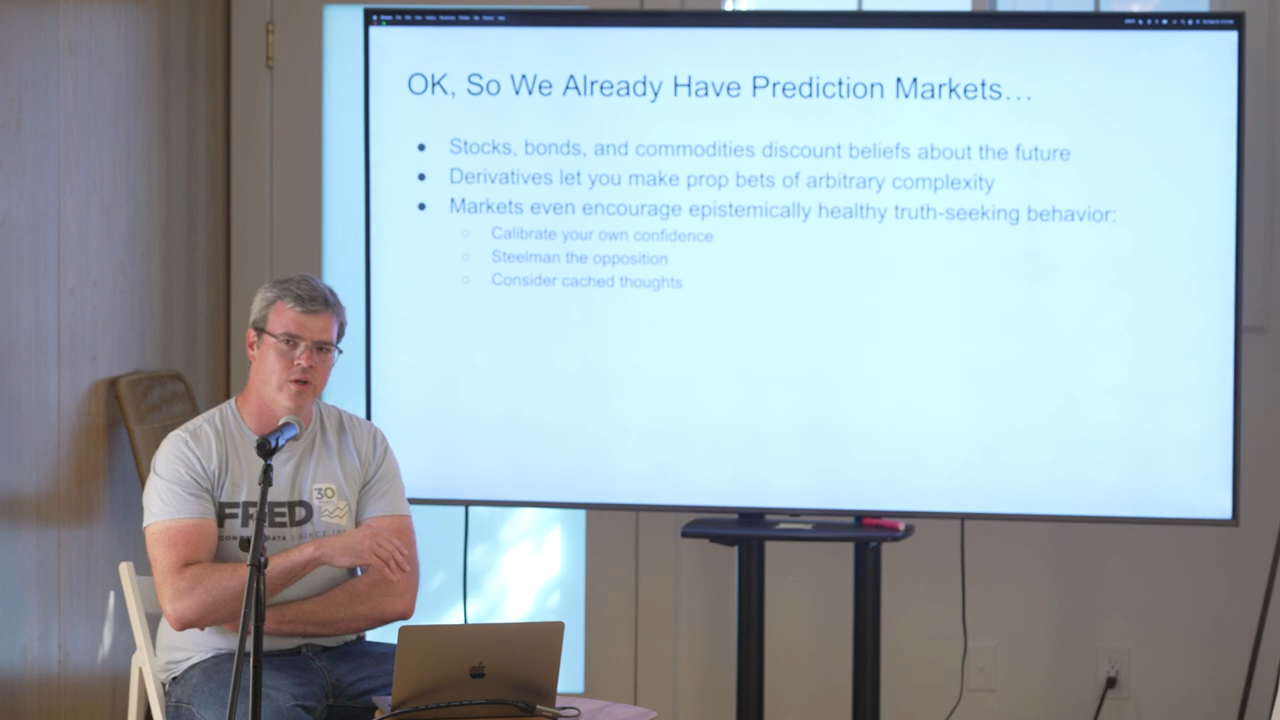 OK, So We Already Have Prediction Markets…
Stocks, bonds, and commodities discount beliefs about the future
Derivatives let you make prop bets of arbitrary complexity
Markets even encourage epistemically healthy truth-seeking behavior:
Calibrate your own confidence
Steelman the opposition
Consider cached thoughts
FRED
30
DATA | SINCE